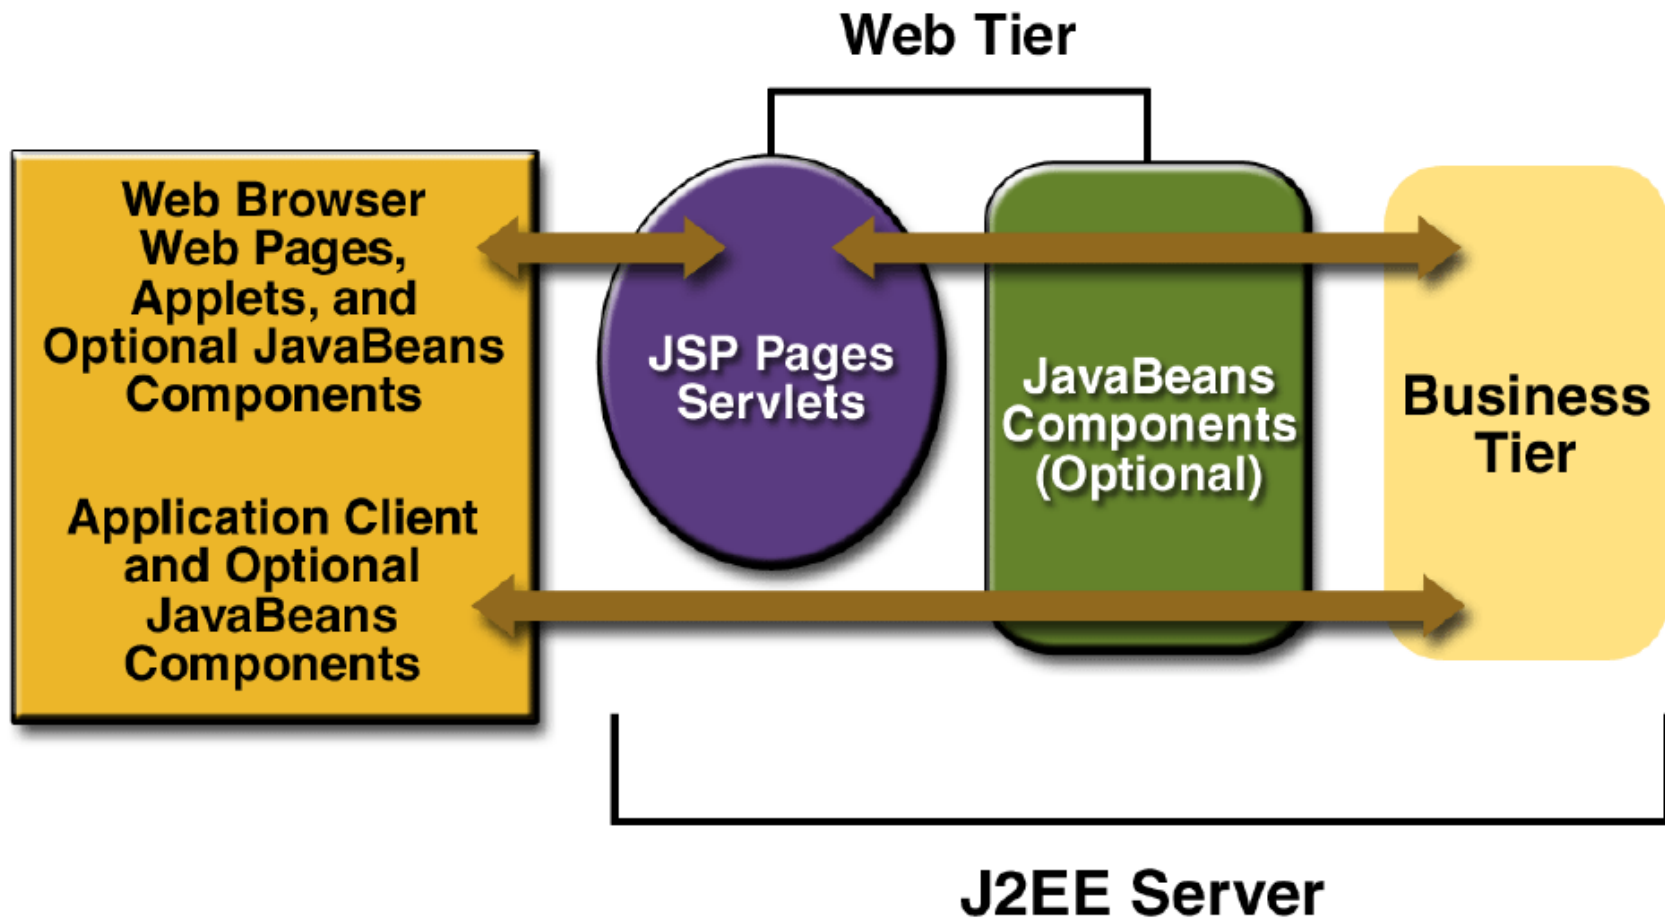 Web Tier
Web Browser
Web Pages,
Applets, and
Optional JavaBeans
Components
Application Client
and Optional
JavaBeans
Components
JSP Pages
Servlets
JavaBeans
Components
(Optional)
Business
Tier
J2EE Server